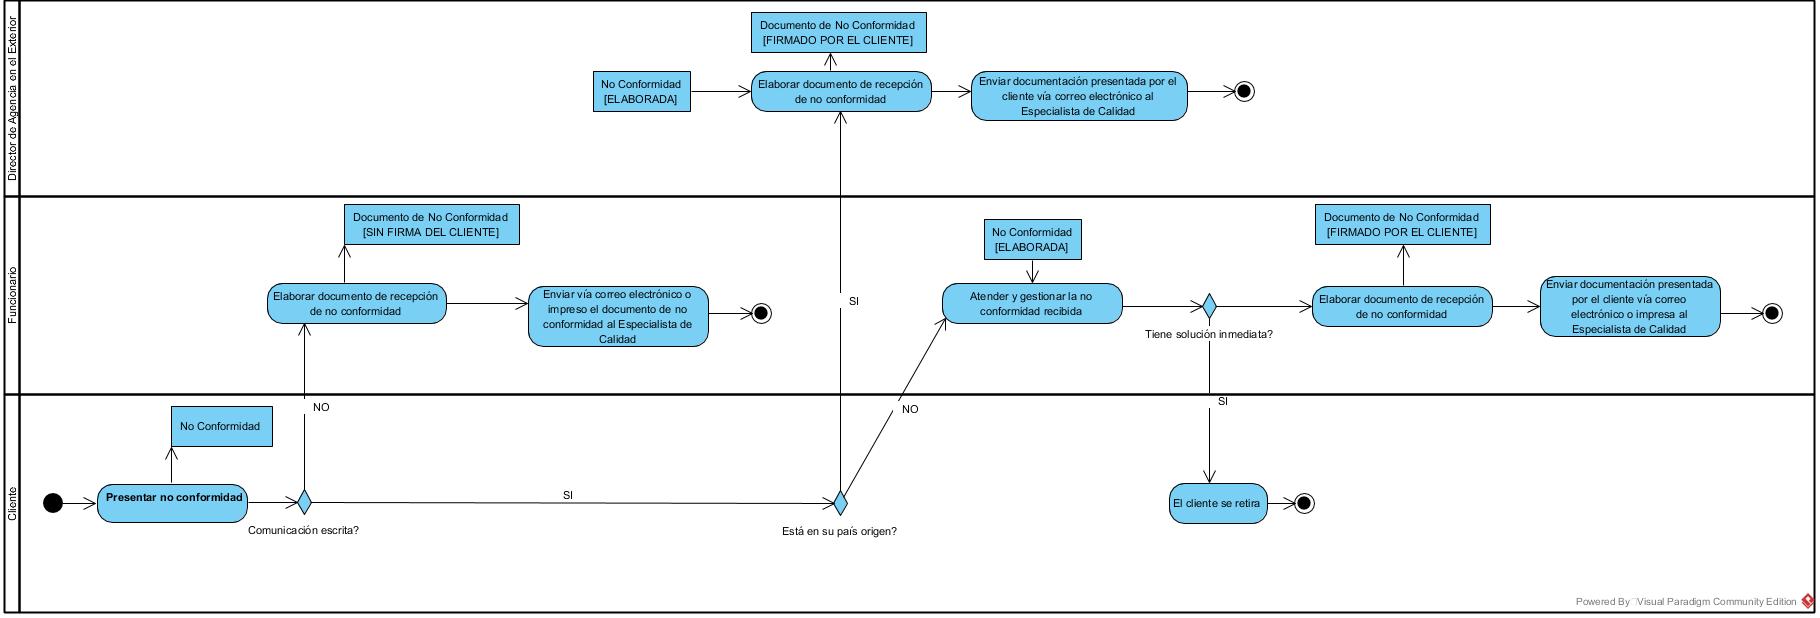 Director de Agencia en el Exterior
Documento de No Conformidad
[FIRMADO POR EL CLIENTE]
No Conformidad
[ELABORADA]
Elaborar documento de recepción
de no conformidad
Enviar documentación presentada por el
cliente vía correo electrónico al
Especialista de Calidad
Funcionario
Documento de No Conformidad
[SIN FIRMA DEL CLIENTE]
Elaborar documento de recepción
de no conformidad
Enviar vía correo electrónico o
impreso el documento de no
conformidad al Especialista de
Calidad
SI
No Conformidad
[ELABORADA]
Atender y gestionar la no
conformidad recibida
Tiene solución inmediata?
Documento de No Conformidad
[FIRMADO POR EL CLIENTE]
Elaborar documento de recepción
de no conformidad
Enviar documentación presentada
por el cliente vía correo
electrónico o impresa al
Especialista de Calidad
Cliente
No Conformidad
Presentar no conformidad
NO
Comunicación escrita?
SI
Está en su país origen?
NO
SI
El cliente se retira
Powered By Visual Paradigm Community Edition